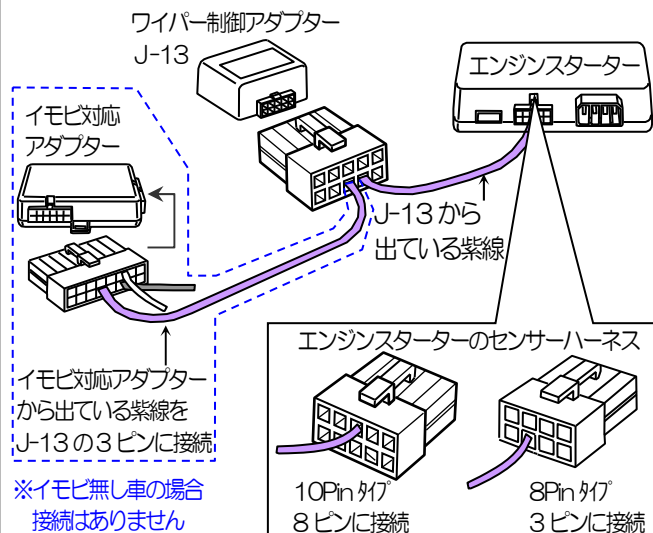 ワイパー制御アダプター
J-13
エンジンスターター
イモビ対応
アダプター
J-13から
出ている紫線
イモビ対応アダプター
から出ている紫線を
J-13の3ピンに接続
※イモビ無し車の場合
接続はありません
エンジンスターターのセンサーハーネス
10Pinタイプ
8ピンに接続
8Pinタイプ
3ピンに接続